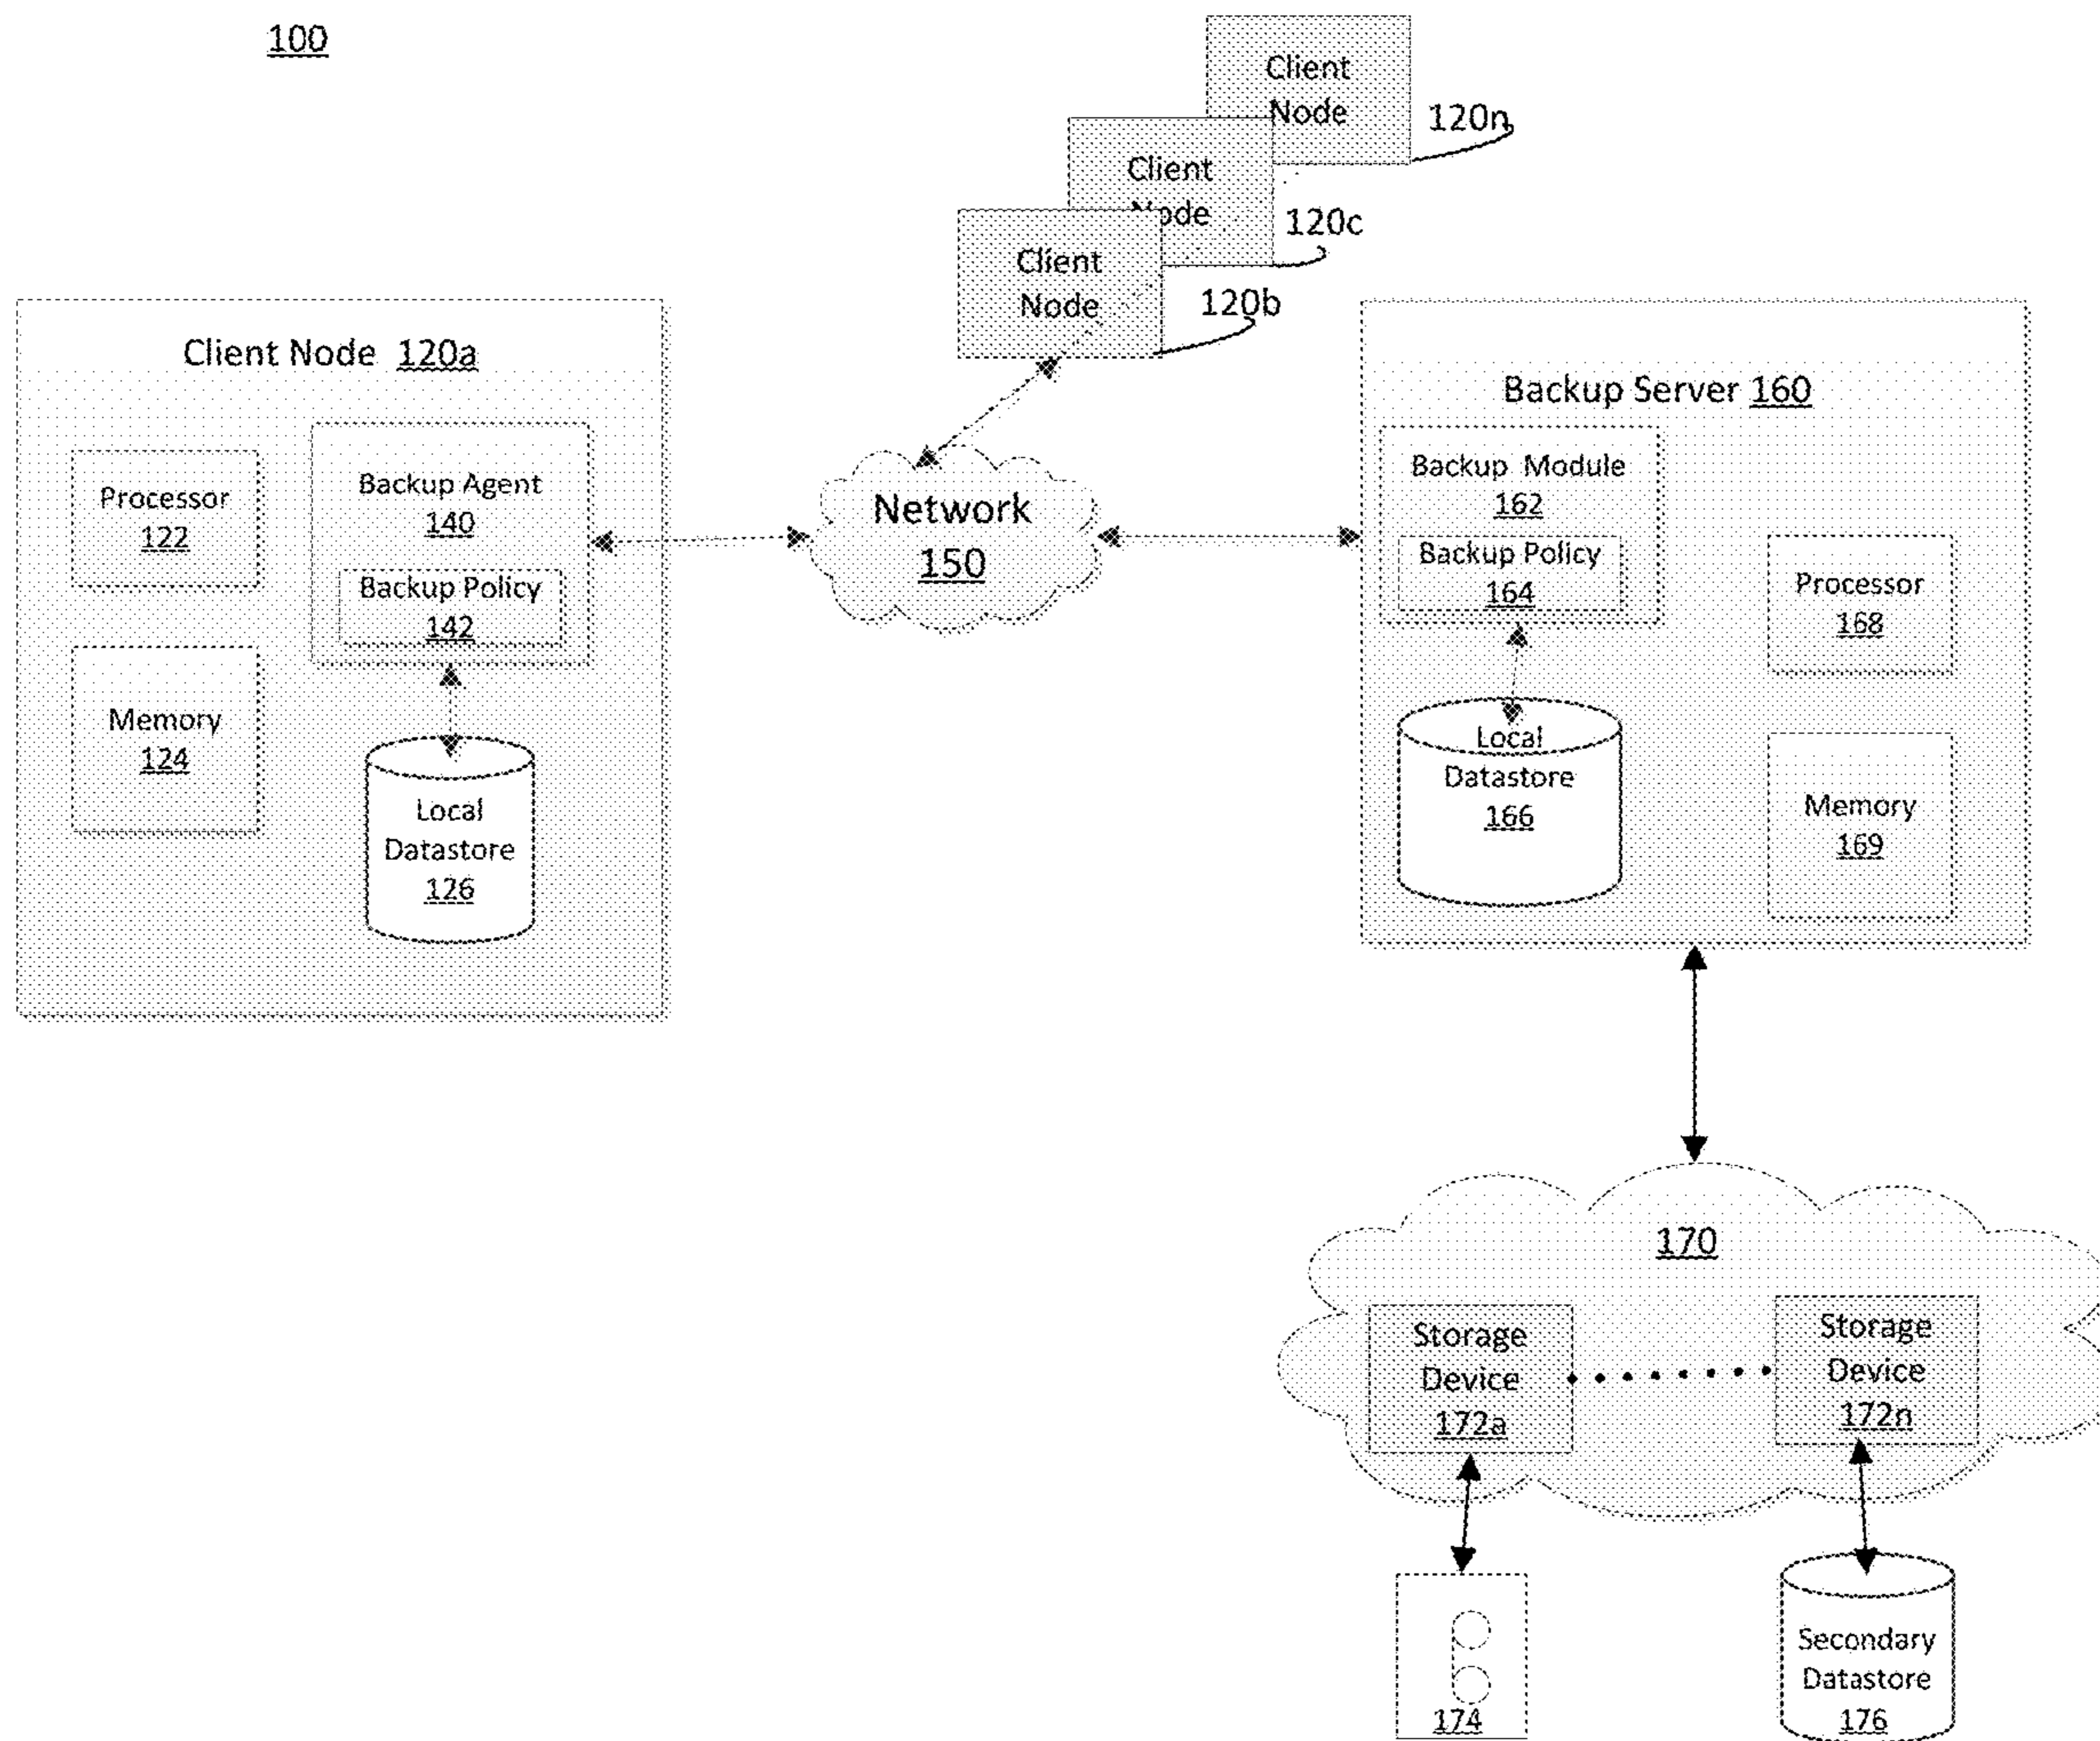 100
Client
Node
120n
Client
Node
120c
Client
Node
120b
Client Node 120a
Processor
122
Backup Agent
140
Backup Policy
142
Memory
124
Local
Datastore
126
Network
150
Backup Server 160
Backup Module
162
Backup Policy
164
Processor
168
Local
Datastore
166
Memory
169
170
Storage
Device
172a
Storage
Device
172n
174
Secondary
Datastore
176